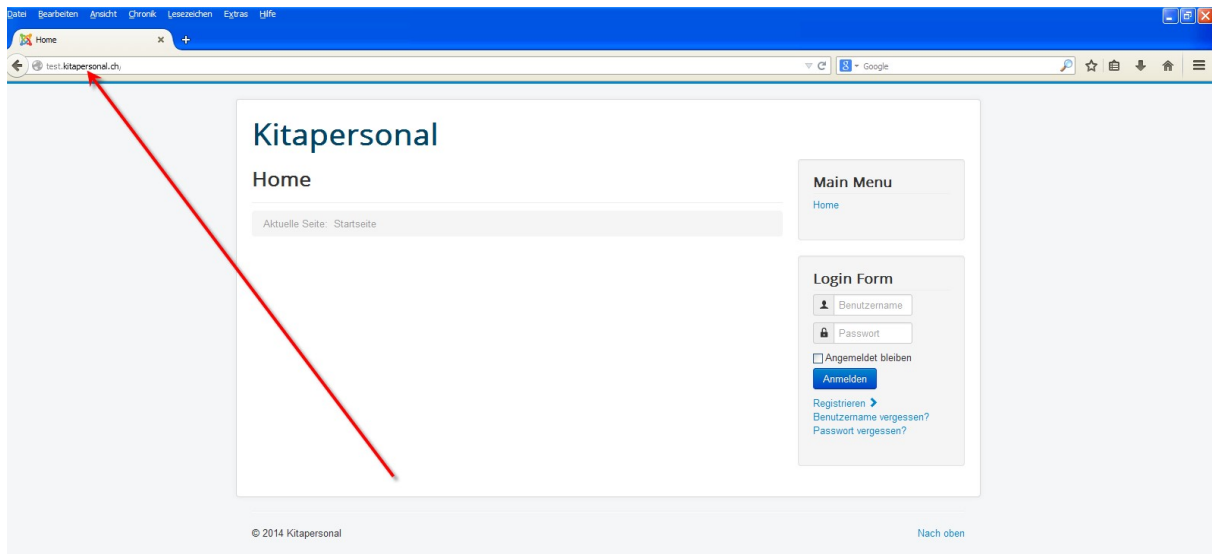 Datei Bearbeiten Ansicht Chronik Lesezeichen Extras Hilfe
Home
test.kitapersonal.ch/
Google
Kitapersonal
Home
Aktuelle Seite: Startseite
Main Menu
Home
Login Form
Benutzername
Passwort
Angemeldet bleiben
Anmelden
Registrieren
Benutzername vergessen?
Passwort vergessen?
© 2014 Kitapersonal
Nach oben